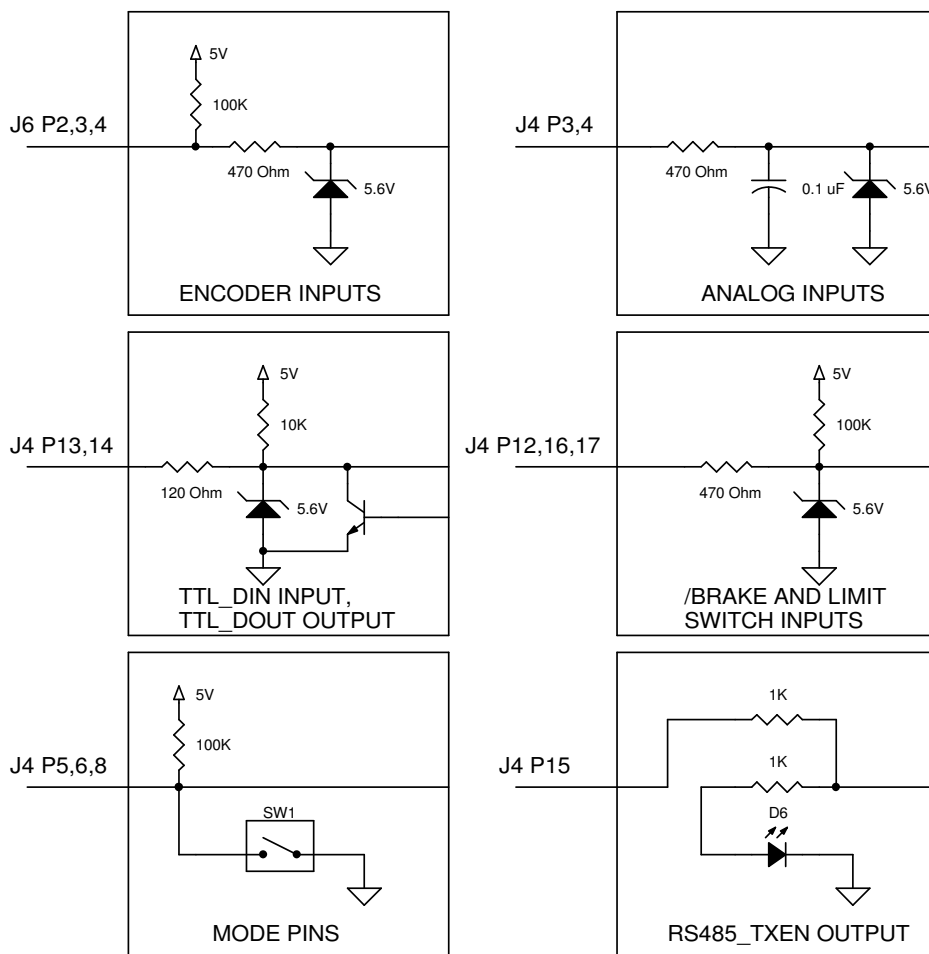 5V
100K
J6 P2,3,4
470 Ohm
5.6V
ENCODER INPUTS
J4 P3,4
470 Ohm
0.1 uF
5.6V
ANALOG INPUTS
5V
10K
J4 P13,14
120 Ohm
5.6V
TTL_DIN INPUT,
TTL_DOUT OUTPUT
5V
100K
J4 P12,16,17
470 Ohm
5.6V
/BRAKE AND LIMIT
SWITCH INPUTS
5V
100K
J4 P5,6,8
SW1
MODE PINS
1K
J4 P15
1K
D6
RS485_TXEN OUTPUT